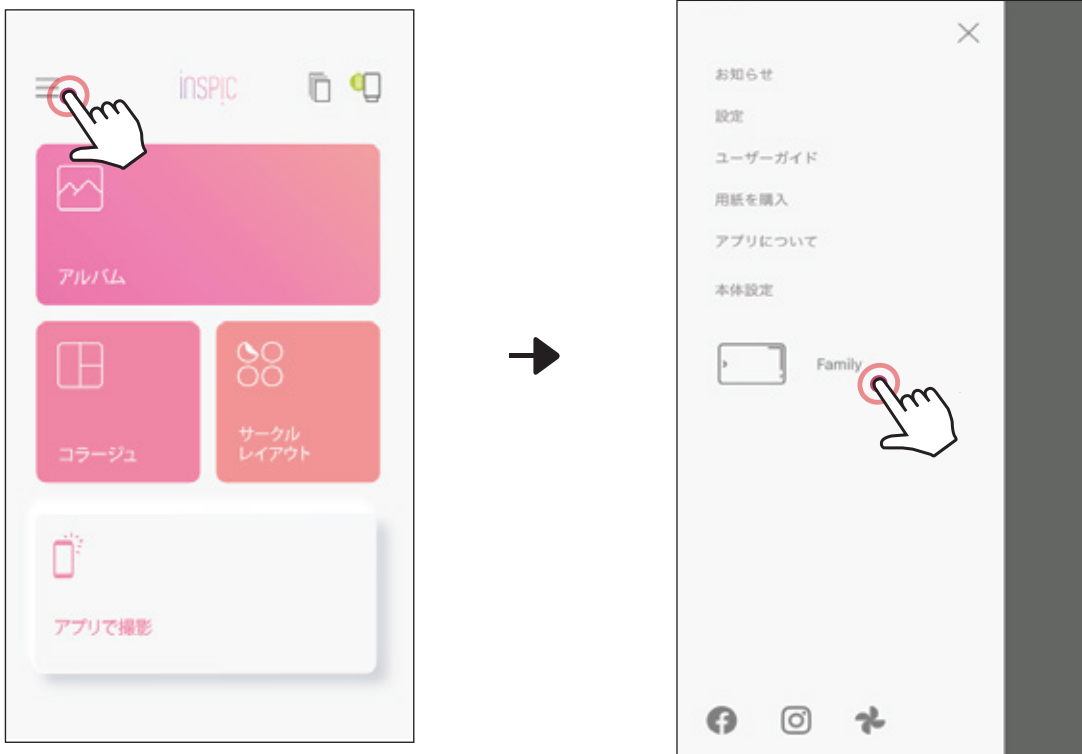 inspic
アルバム
コラージュ
サークル
レイアウト
アプリで撮影
お知らせ
設定
ユーザーガイド
用紙を購入
アプリについて
本体設定
Family